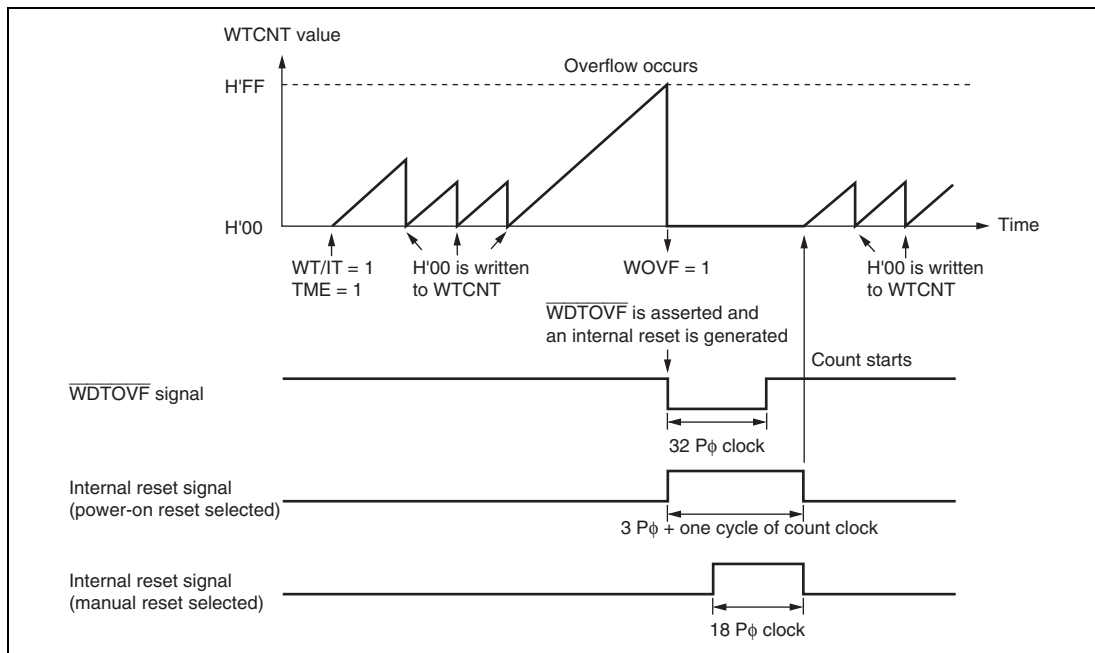 WTCNT value
Overflow occurs
H'FF
H'00
Time
WT/IT = 1
TME = 1
H'00 is written
to WTCNT
WOVF = 1
H'00 is written
to WTCNT
WDTOVF is asserted and
an internal reset is generated
Count starts
WDTOVF signal
32 Pϕ clock
Internal reset signal
(power-on reset selected)
3 Pϕ + one cycle of count clock
Internal reset signal
(manual reset selected)
18 Pϕ clock